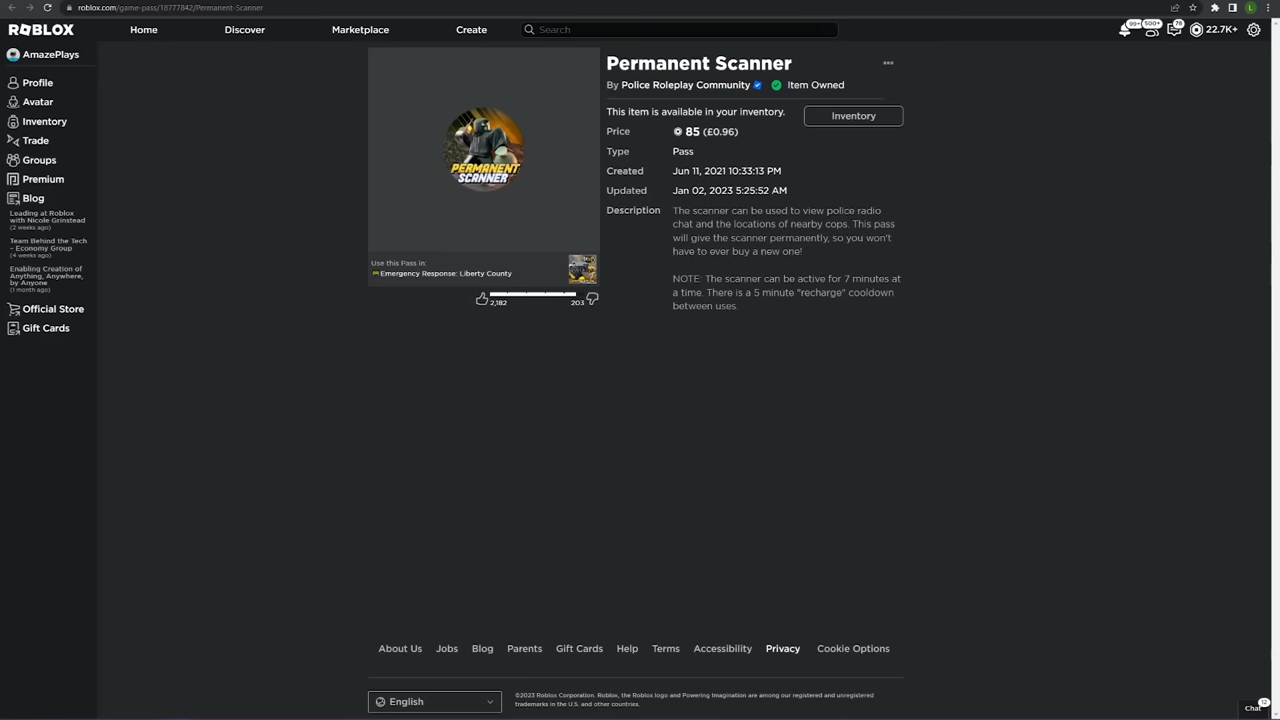 roblox.com/game-pass/18777842/Permanent-Scanner
ROBLOX
Home
Discover
Marketplace
Create
Search
99+
500+
78
22.7K+
AmazePlays
Profile
Avatar
Inventory
Trade
Groups
Premium
Blog
Leading at Roblox
with Nicole Grinstead
(2 weeks ago)
Team Behind the Tech
– Economy Group
(4 weeks ago)
Enabling Creation of
Anything, Anywhere,
by Anyone
(1 month ago)
Official Store
Gift Cards
PERMANENT
SCANNER
Use this Pass in:
Emergency Response: Liberty County
2,182
203
Permanent Scanner
By Police Roleplay Community Item Owned
This item is available in your inventory.
Inventory
Price 85 (£0.96)
Type Pass
Created Jun 11, 2021 10:33:13 PM
Updated Jan 02, 2023 5:25:52 AM
Description The scanner can be used to view police radio
chat and the locations of nearby cops. This pass
will give the scanner permanently, so you won't
have to ever buy a new one!
NOTE: The scanner can be active for 7 minutes at
a time. There is a 5 minute "recharge" cooldown
between uses.
About Us Jobs Blog Parents Gift Cards Help Terms Accessibility Privacy Cookie Options
English
©2023 Roblox Corporation. Roblox, the Roblox logo and Powering Imagination are among our registered and unregistered
trademarks in the U.S. and other countries.
Chat
12